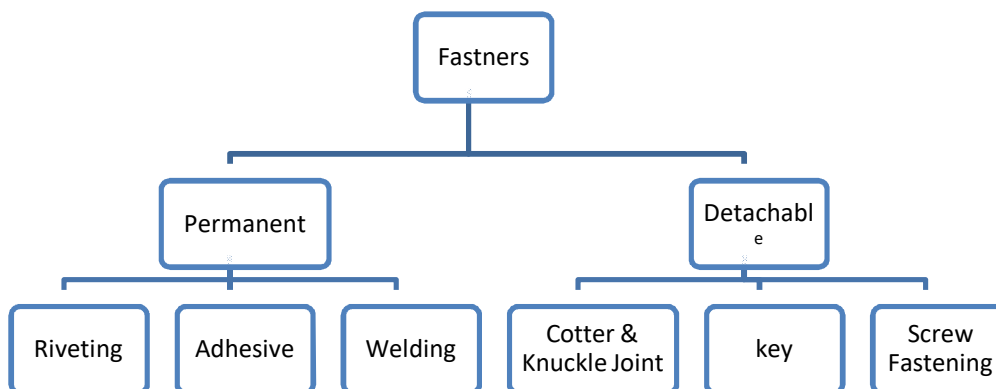 Fastners
Permanent
Detachabl
e
Riveting
Adhesive
Welding
Cotter &
Knuckle Joint
key
Screw
Fastening